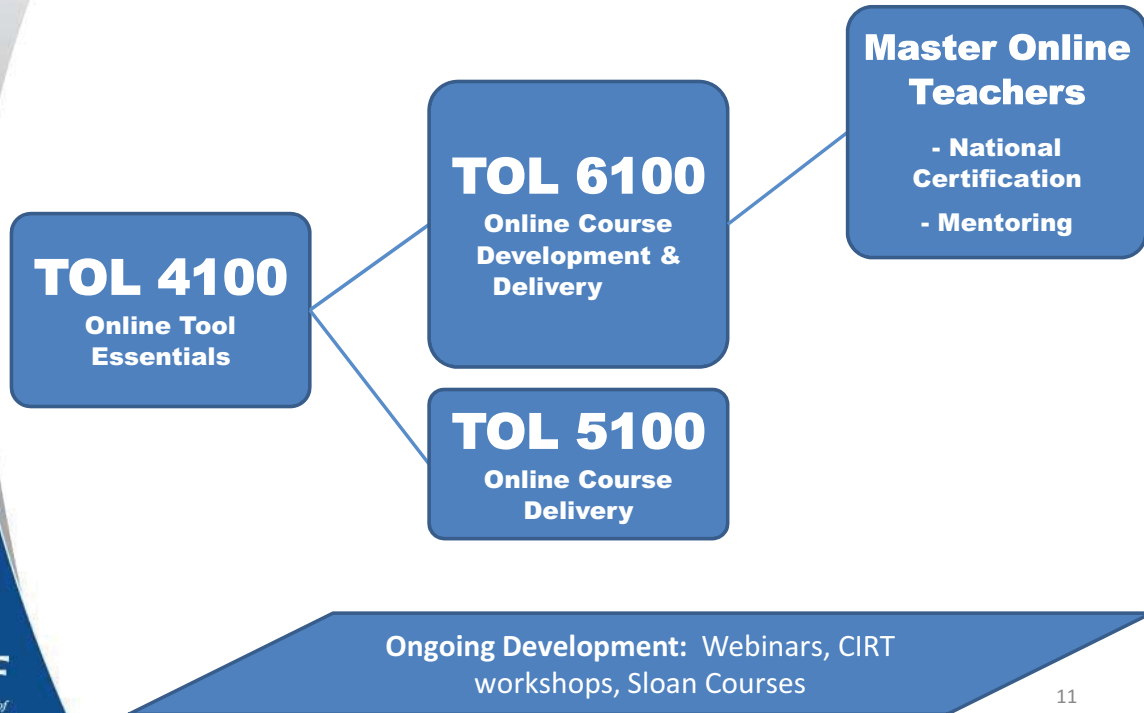 Master Online
Teachers
- National
Certification
- Mentoring
TOL 6100
Online Course
Development &
Delivery
TOL 4100
Online Tool
Essentials
TOL 5100
Online Course
Delivery
Ongoing Development: Webinars, CIRT
workshops, Sloan Courses
of
11